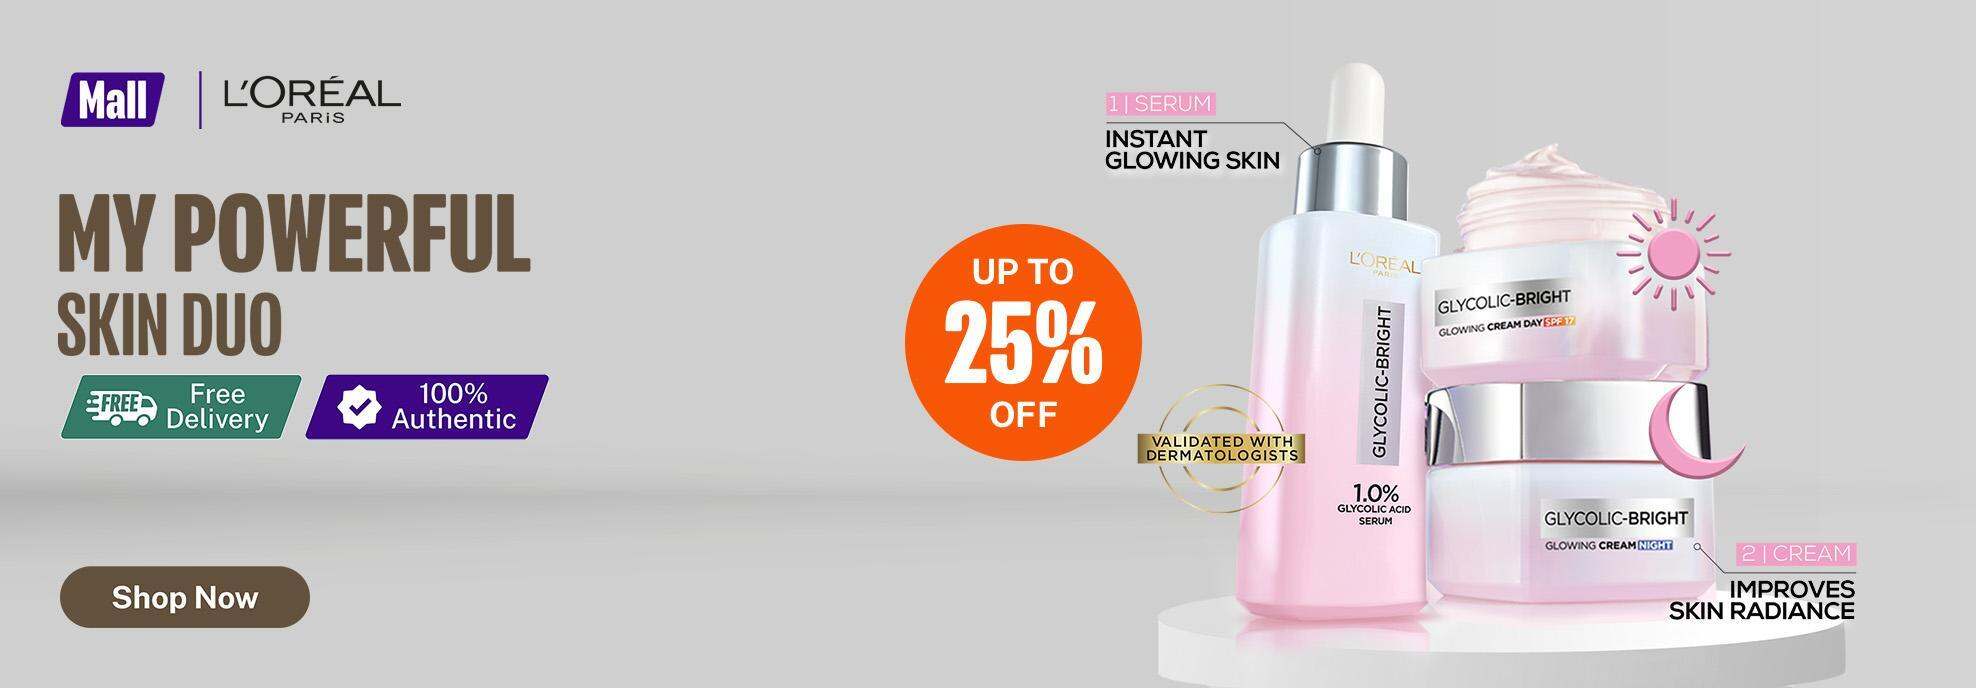 Mall
L'ORÉAL
PARiS
MY POWERFUL
SKIN DUO
FREE
Free
Delivery
100%
Authentic
Shop Now
UP TO
25%
OFF
1 | SERUM
INSTANT
GLOWING SKIN
VALIDATED WITH
DERMATOLOGISTS
L'ORÉAL
PARIS
GLYCOLIC-BRIGHT
1.0%
GLYCOLIC ACID
SERUM
GLYCOLIC-BRIGHT
GLOWING CREAM DAY SPF 17
GLYCOLIC-BRIGHT
GLOWING CREAM NIGHT
2 | CREAM
IMPROVES
SKIN RADIANCE